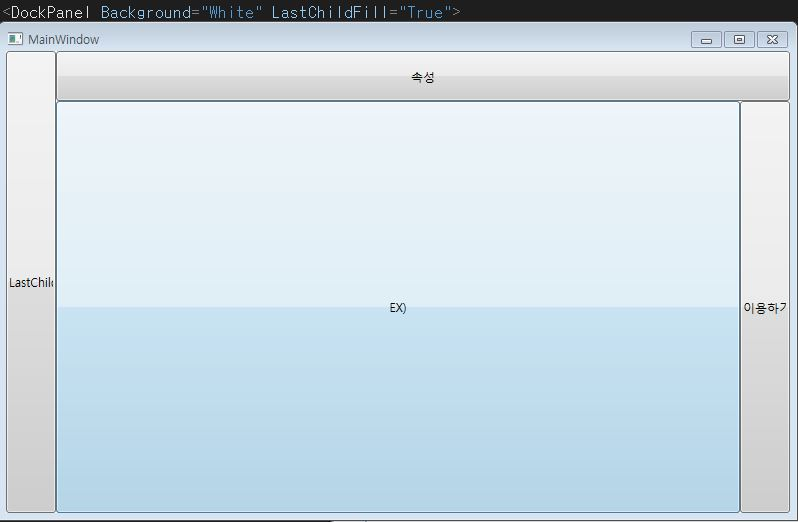 <DockPanel Background="White" LastChildFill="True">
MainWindow
속성
LastChild
EX)
이용하기